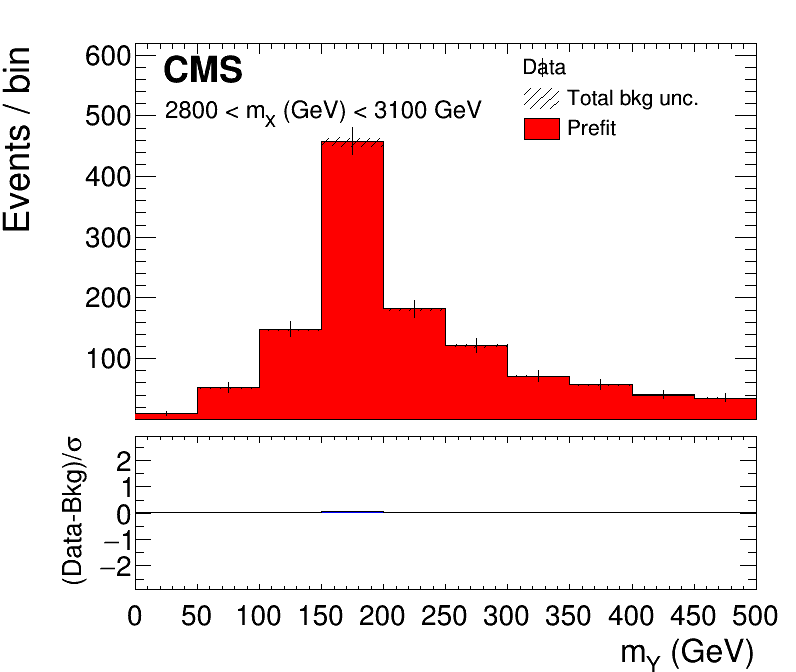 Events / bin
600
500
400
300
200
100
CMS
2800 < m_X (GeV) < 3100 GeV
Data
Total bkg unc.
Prefit
(Data-Bkg)/σ
2
1
0
−1
−2
0 50 100 150 200 250 300 350 400 450 500
m_Y (GeV)